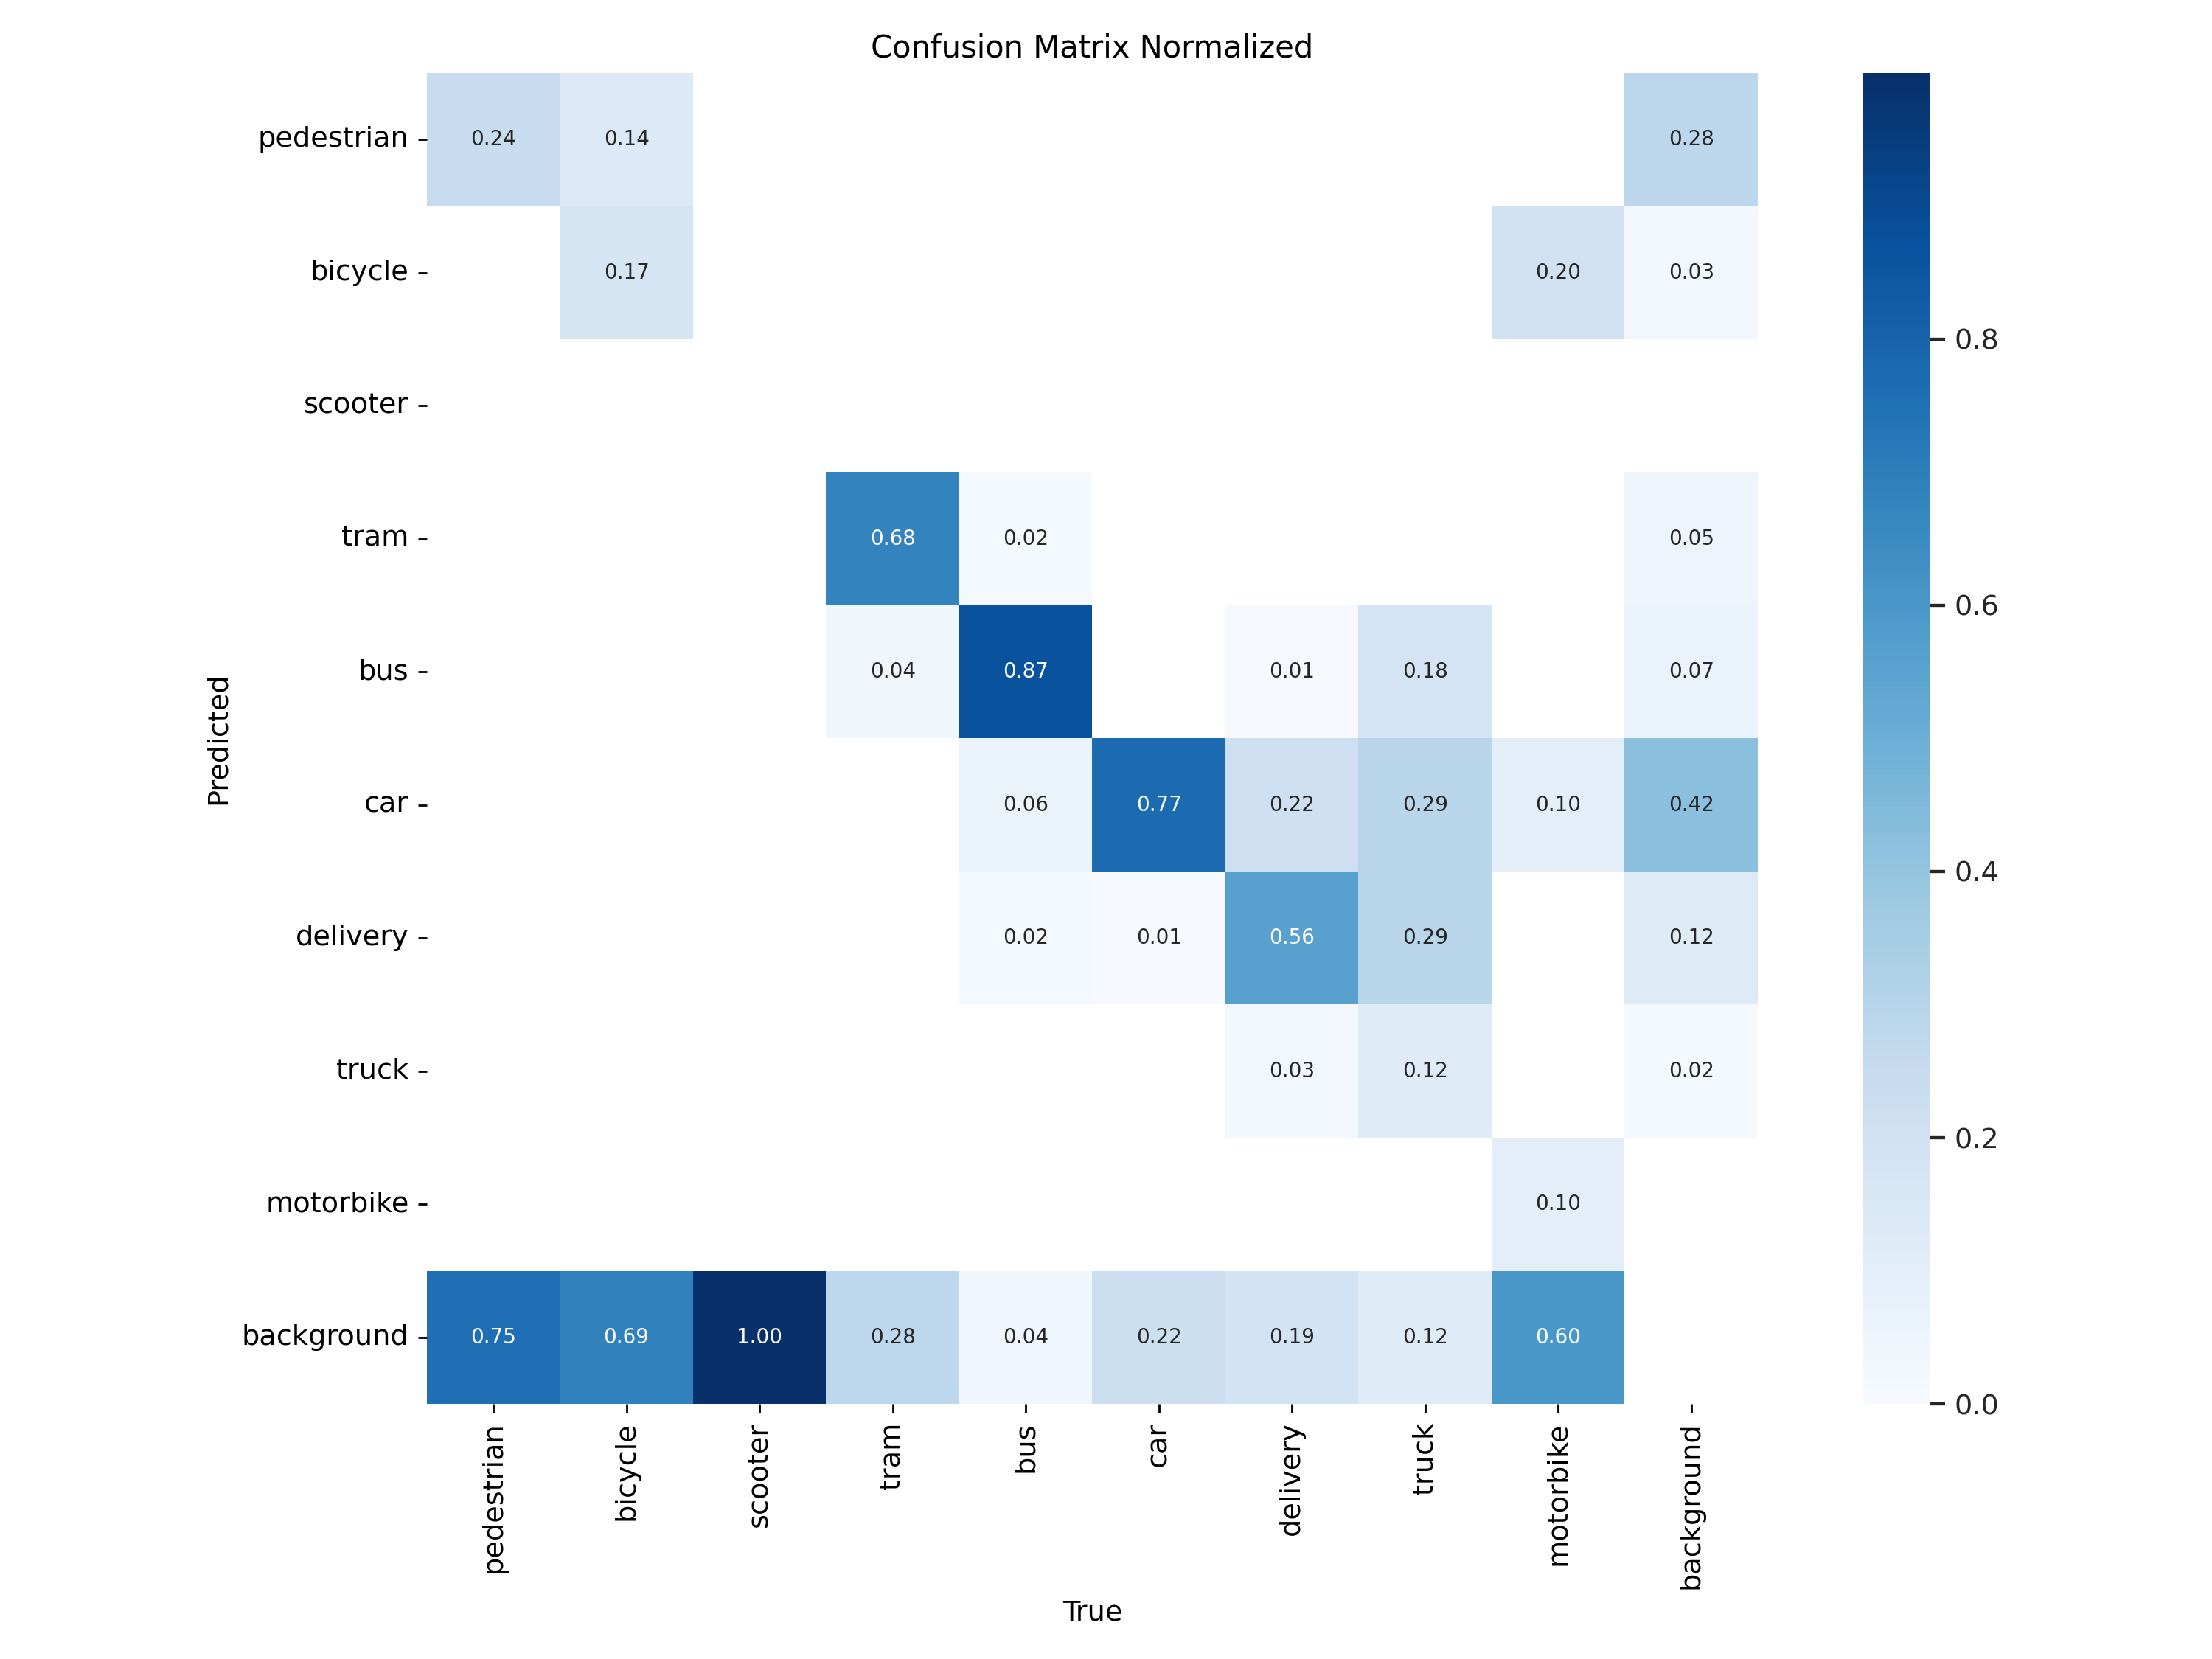 Confusion Matrix Normalized
pedestrian 0.24 0.14 0.28
bicycle 0.17 0.20 0.03
scooter
tram 0.68 0.02 0.05
bus 0.04 0.87 0.01 0.18 0.07
car 0.06 0.77 0.22 0.29 0.10 0.42
delivery 0.02 0.01 0.56 0.29 0.12
truck 0.03 0.12 0.02
motorbike 0.10
background 0.75 0.69 1.00 0.28 0.04 0.22 0.19 0.12 0.60
Predicted
pedestrian bicycle scooter tram bus car delivery truck motorbike background
True
0.8
0.6
0.4
0.2
0.0